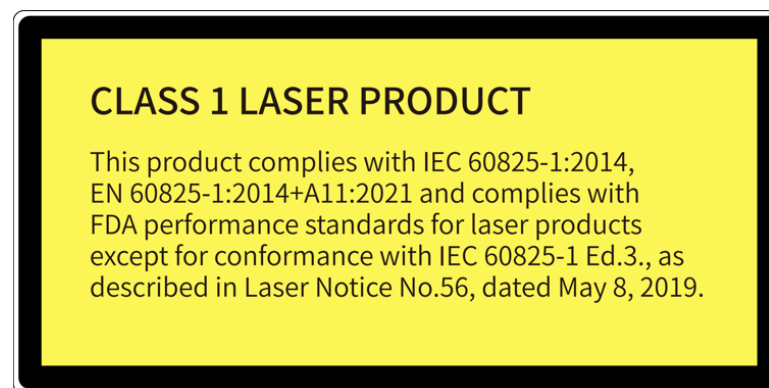 CLASS 1 LASER PRODUCT
This product complies with IEC 60825-1:2014,
EN 60825-1:2014+A11:2021 and complies with
FDA performance standards for laser products
except for conformance with IEC 60825-1 Ed.3., as
described in Laser Notice No.56, dated May 8, 2019.